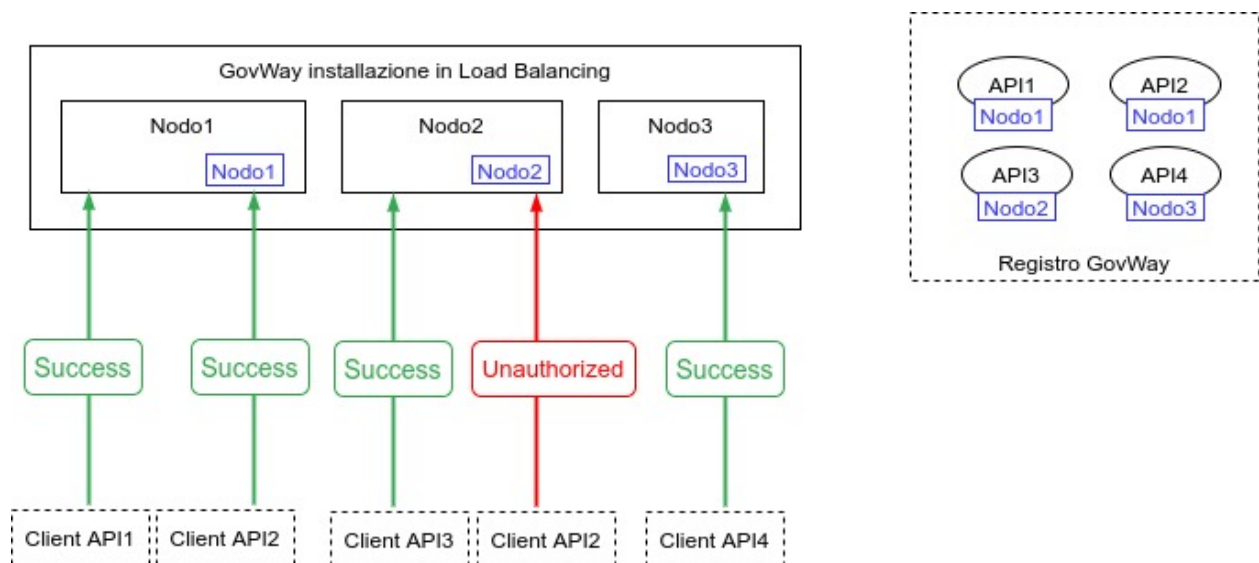 GovWay installazione in Load Balancing
Nodo1
Nodo1
Nodo2
Nodo2
Nodo3
Nodo3
Success
Success
Success
Unauthorized
Success
Client API1
Client API2
Client API3
Client API2
Client API4
API1
Nodo1
API2
Nodo1
API3
Nodo2
API4
Nodo3
Registro GovWay